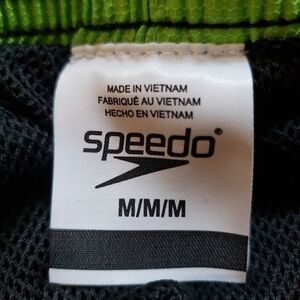 MADE IN VIETNAM
FABRIQUÉ AU VIETNAM
HECHO EN VIETNAM
speedo®
M/M/M